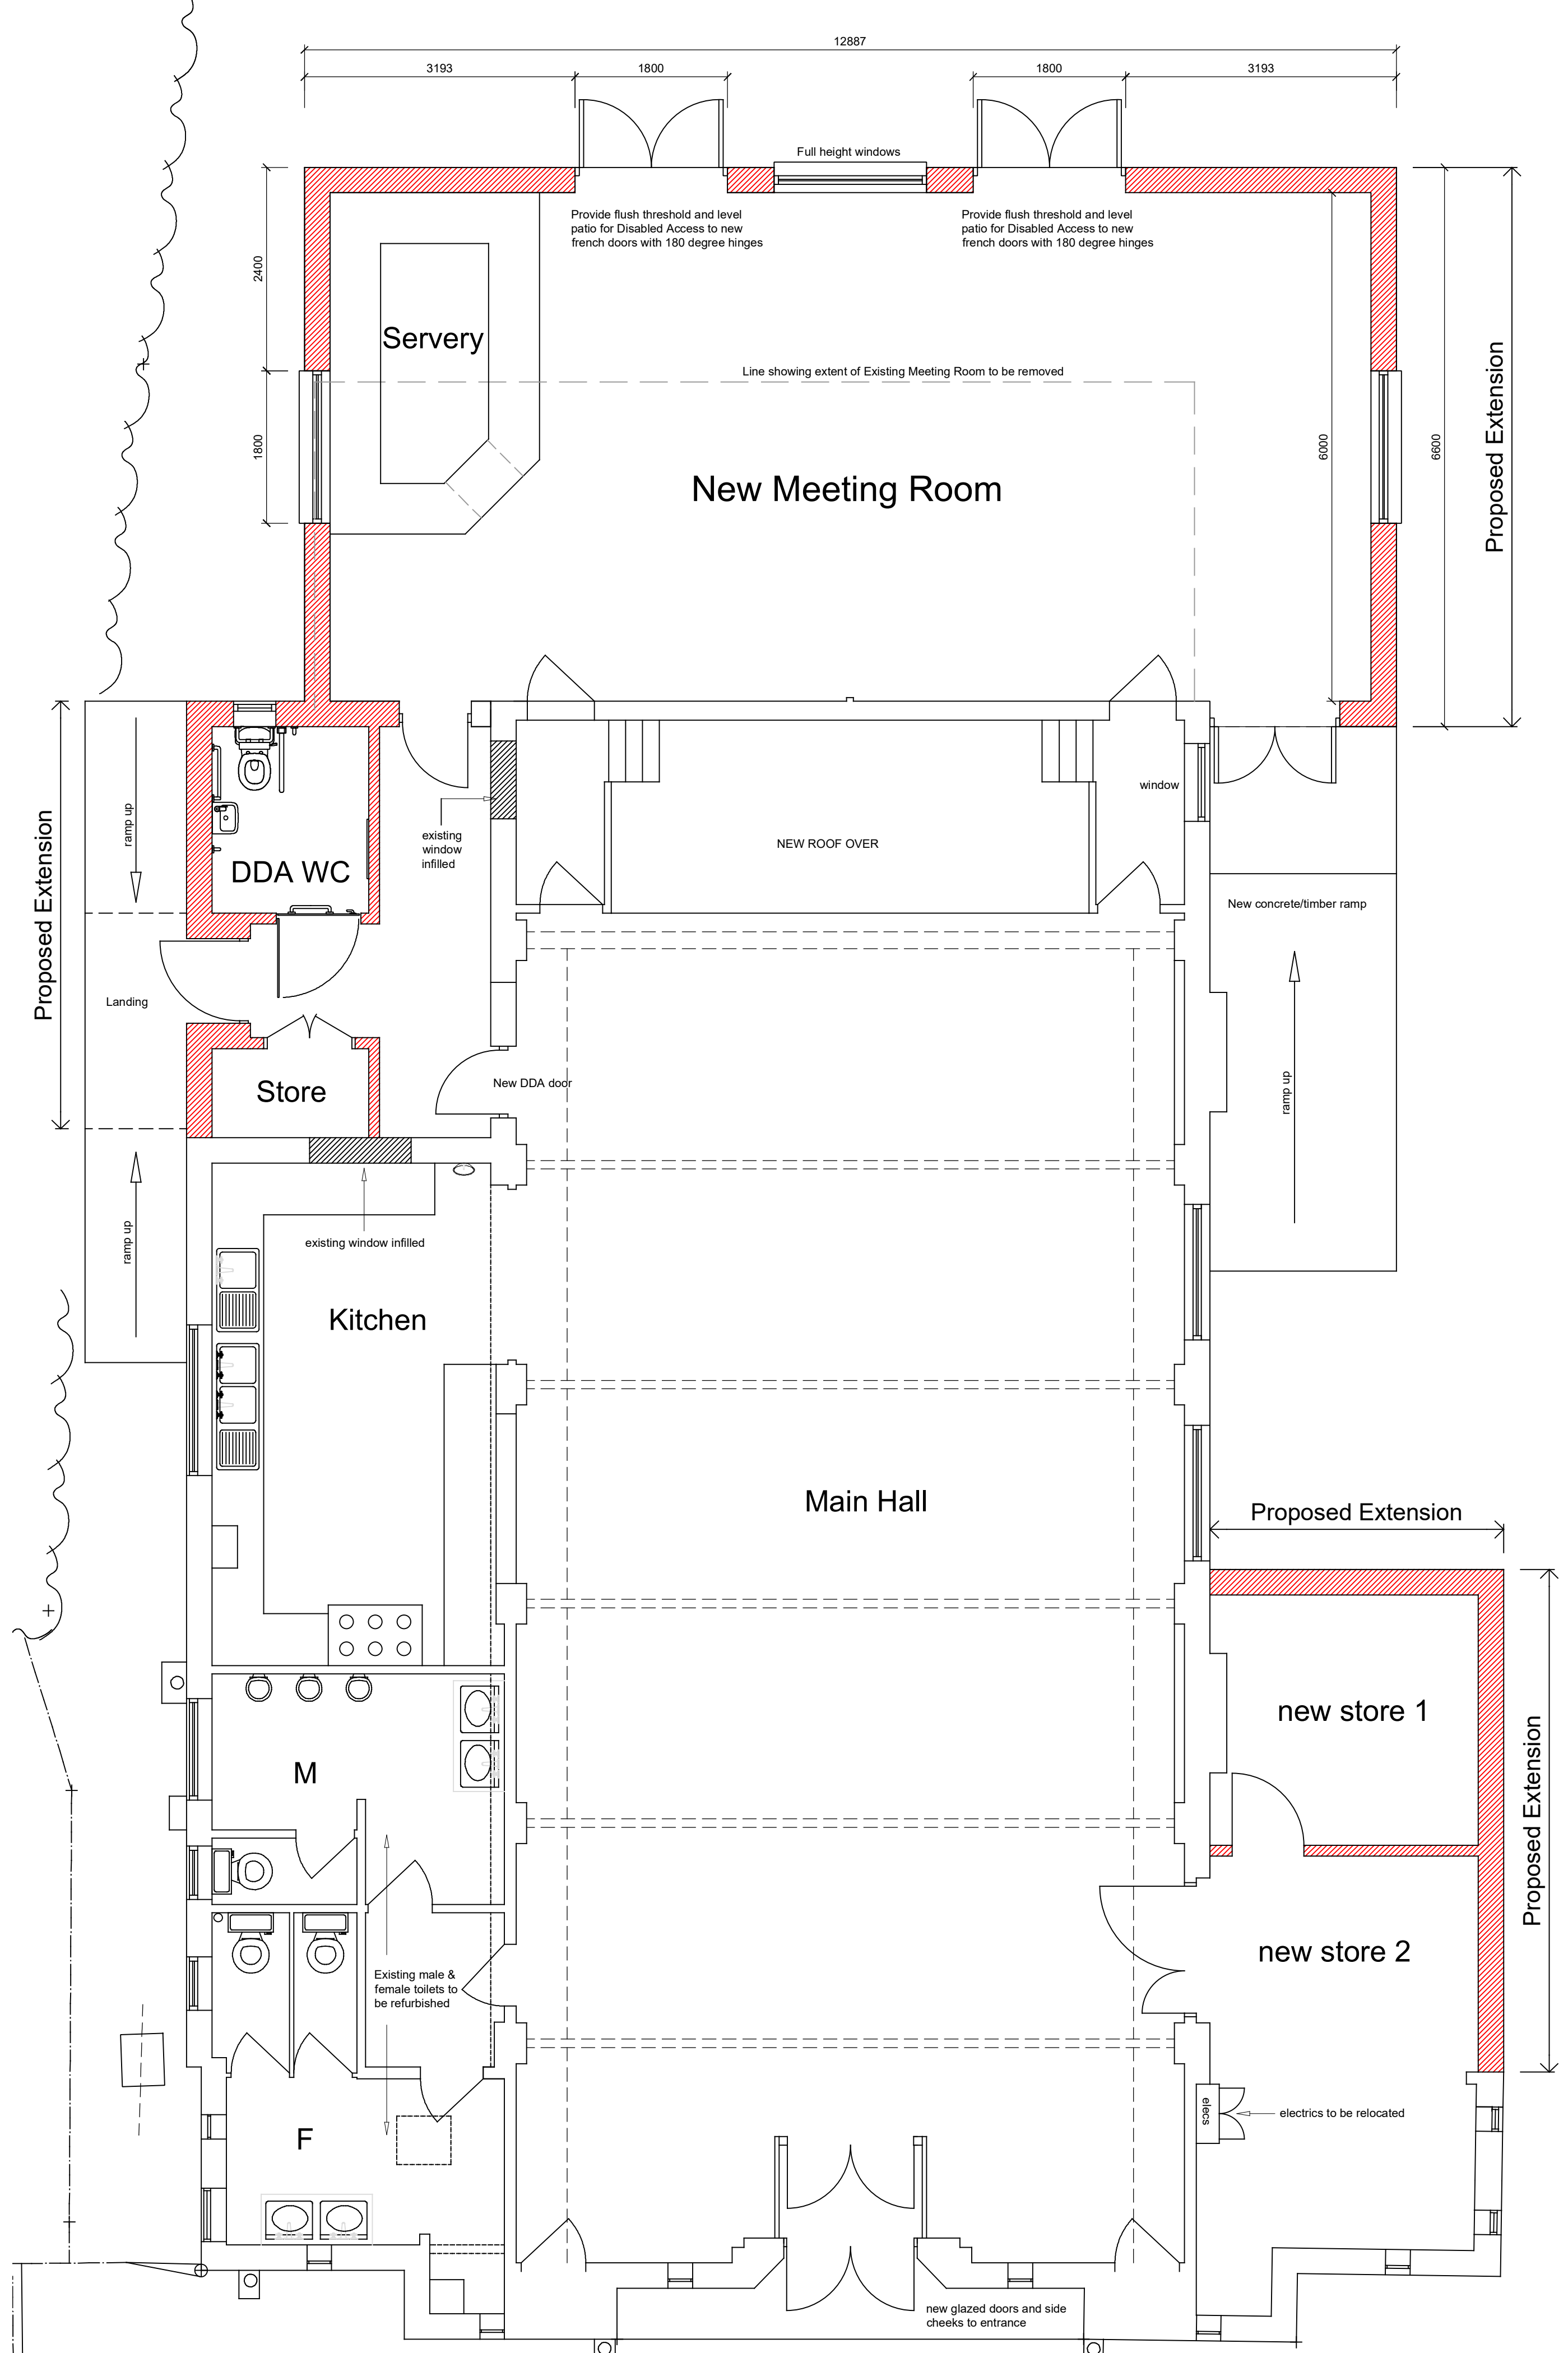 12887
3193
1800
1800
3193
Full height windows
Provide flush threshold and level
patio for Disabled Access to new
french doors with 180 degree hinges
Provide flush threshold and level
patio for Disabled Access to new
french doors with 180 degree hinges
2400
Servery
Line showing extent of Existing Meeting Room to be removed
1800
6000
6600
Proposed Extension
New Meeting Room
Proposed Extension
ramp up
existing
window
infilled
window
NEW ROOF OVER
DDA WC
New concrete/timber ramp
Landing
ramp up
New DDA door
Store
ramp up
existing window infilled
Kitchen
Main Hall
Proposed Extension
new store 1
M
Proposed Extension
new store 2
Existing male &
female toilets to
be refurbished
elecs
electrics to be relocated
F
new glazed doors and side
cheeks to entrance